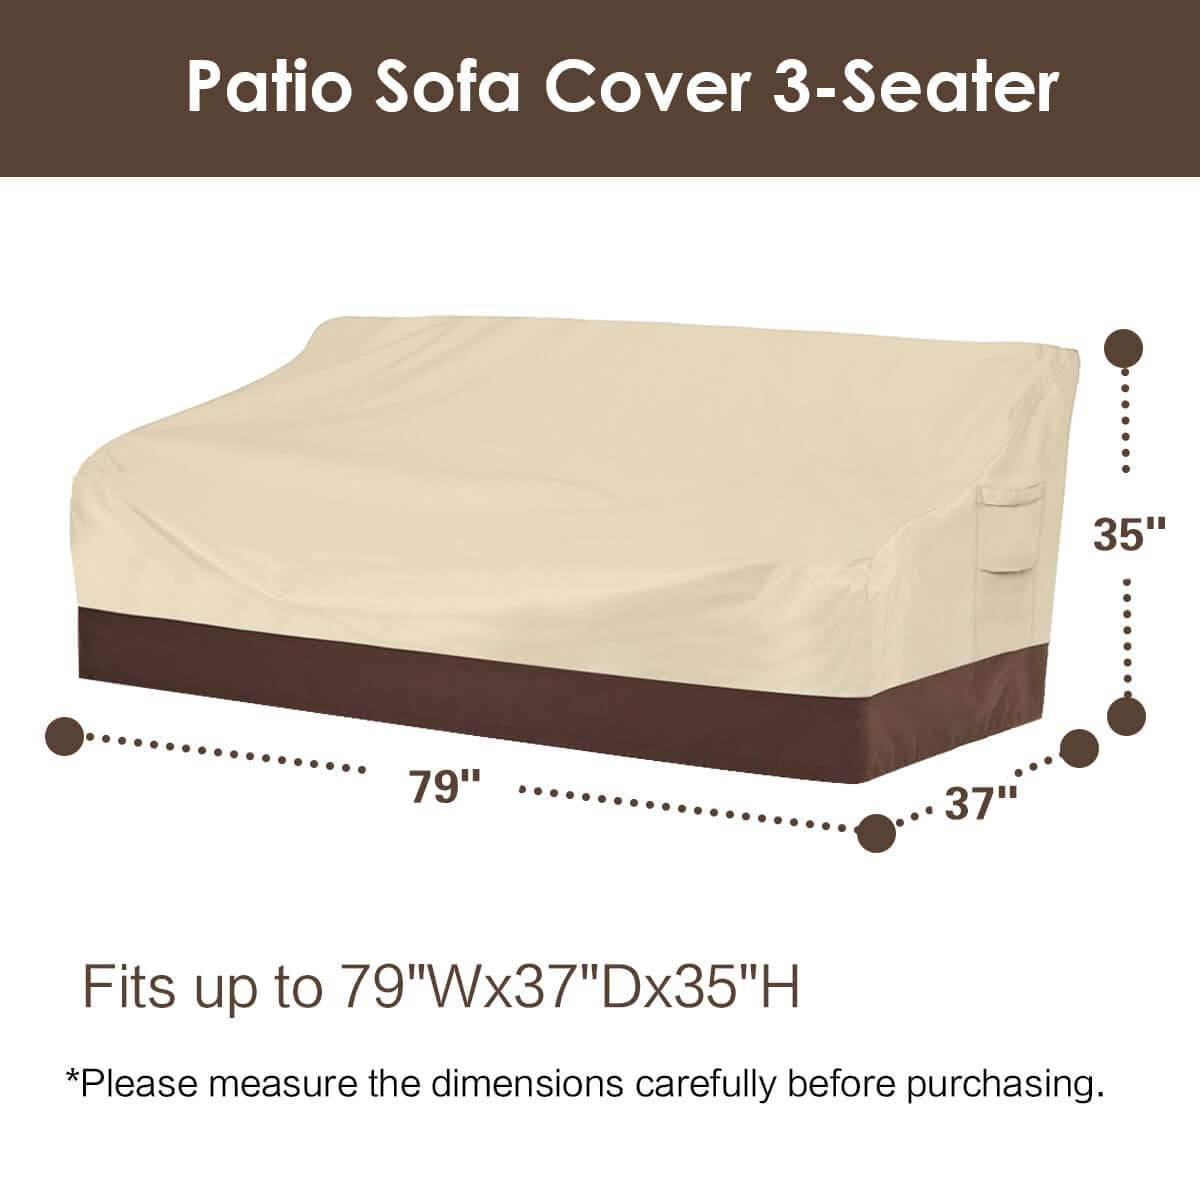 Patio Sofa Cover 3-Seater
35"
79"
37"
Fits up to 79"Wx37"Dx35"H
*Please measure the dimensions carefully before purchasing.